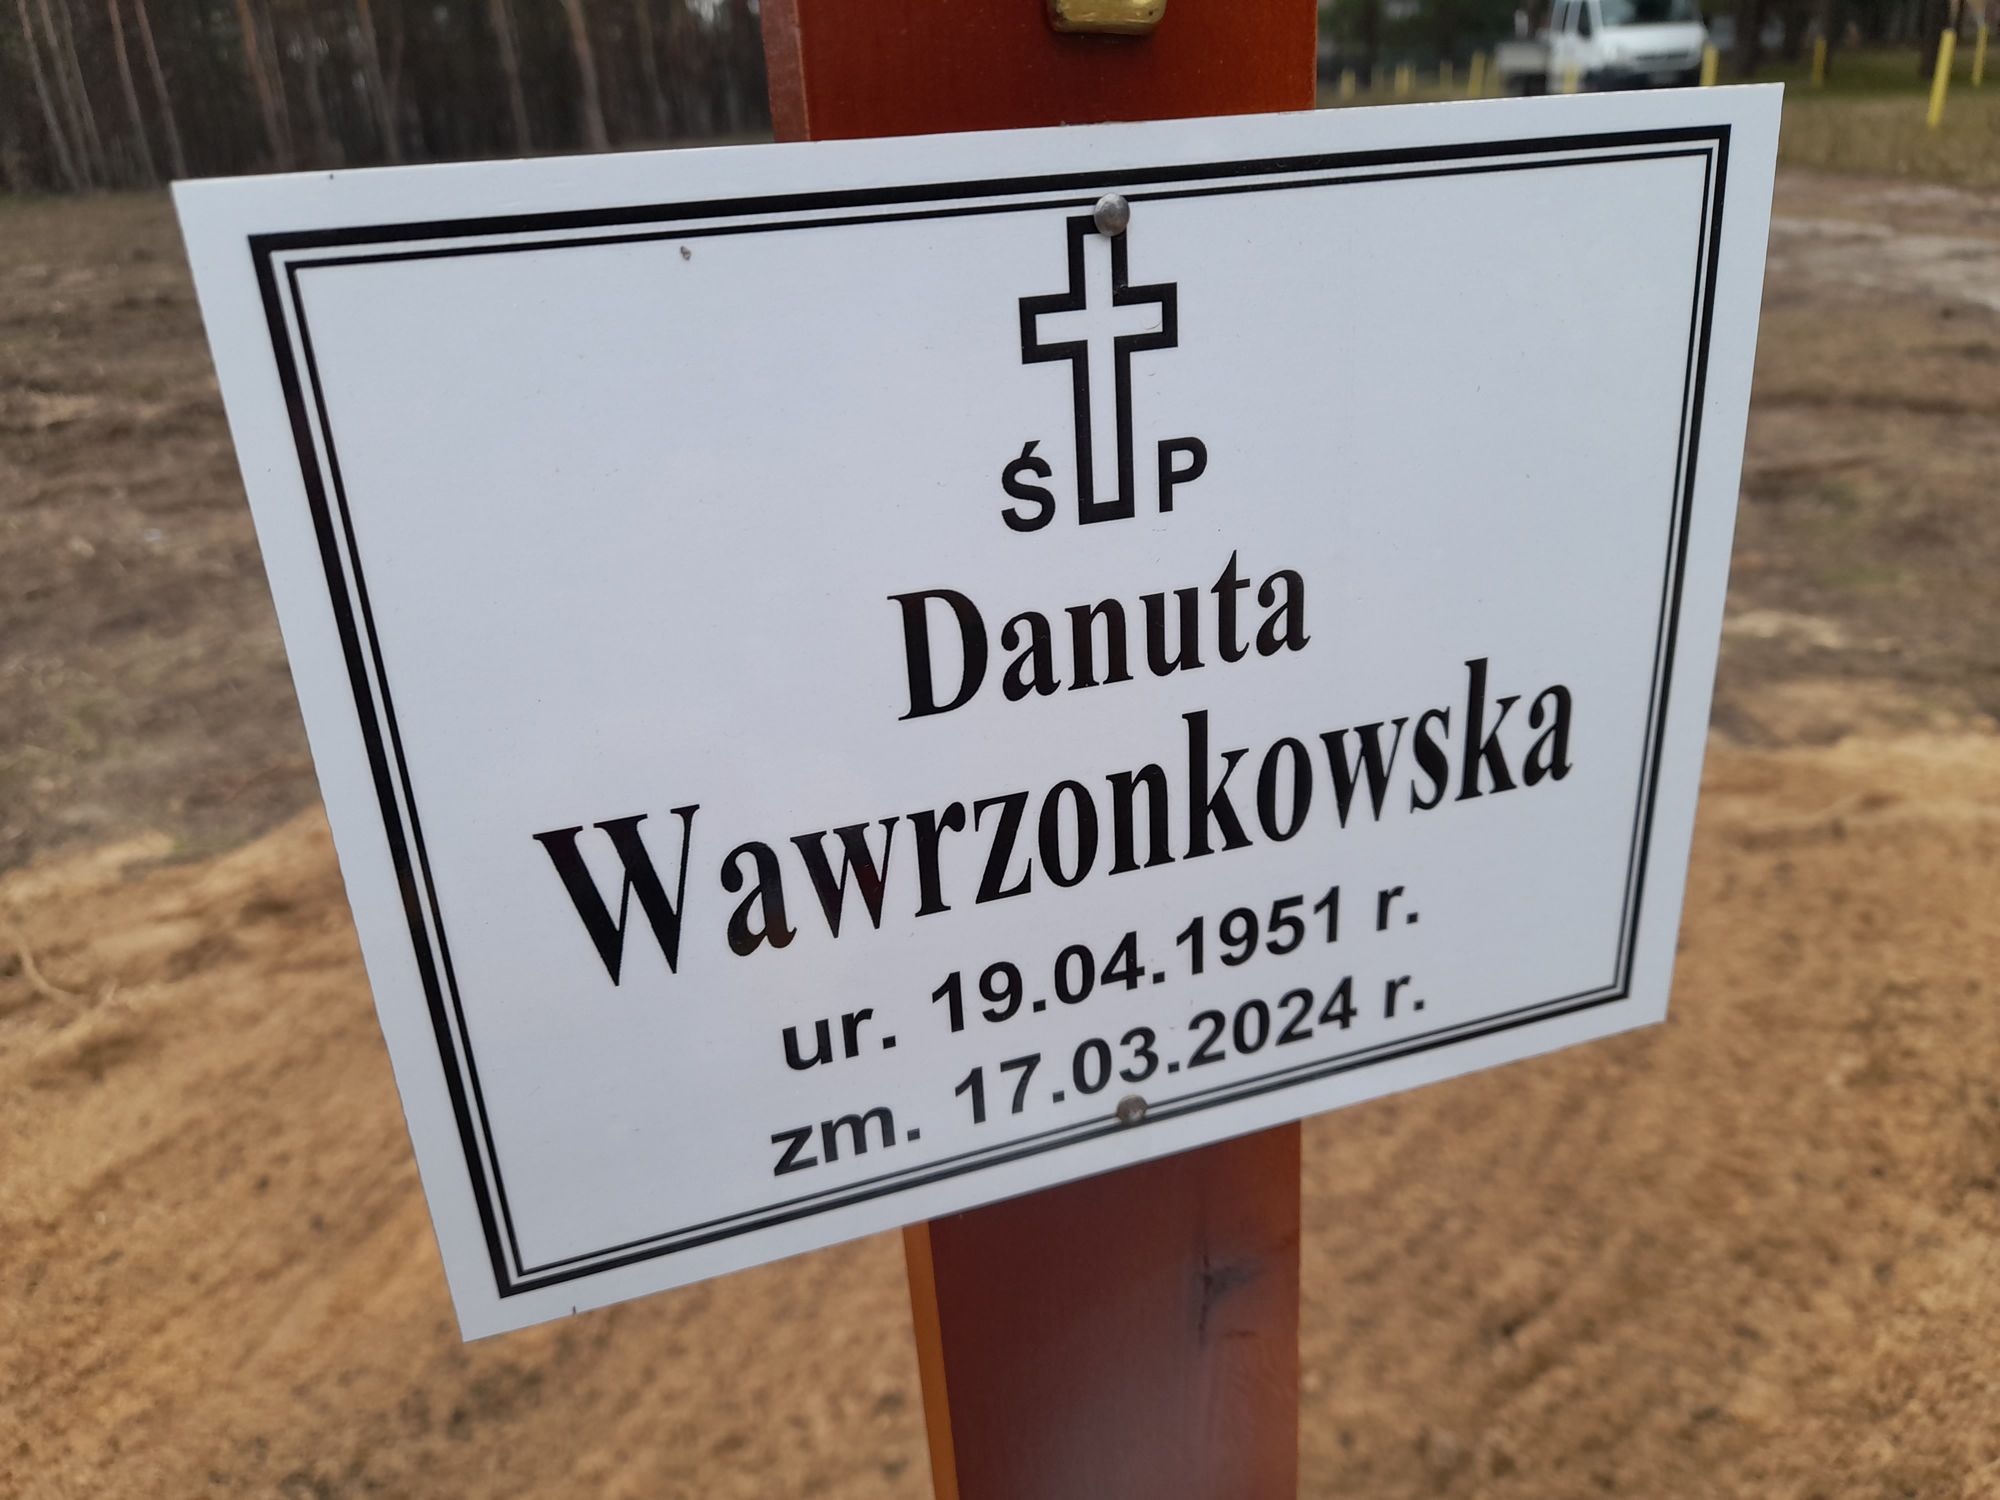 Ś P
Danuta
Wawrzonkowska
ur. 19.04.1951 r.
zm. 17.03.2024 r.